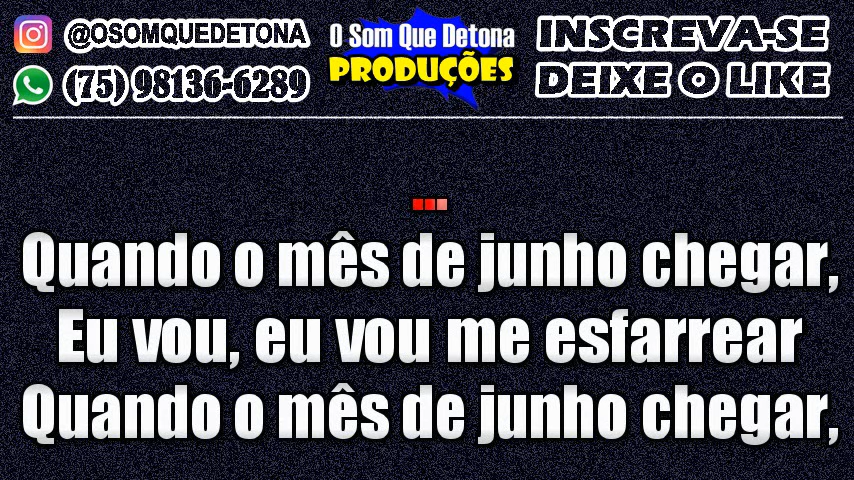 @OSOMQUEDETONA
(75) 98136-6289
O Som Que Detona
PRODUÇÕES
INSCREVA-SE
DEIXE O LIKE
Quando o mês de junho chegar,
Eu vou, eu vou me esfarrear
Quando o mês de junho chegar,